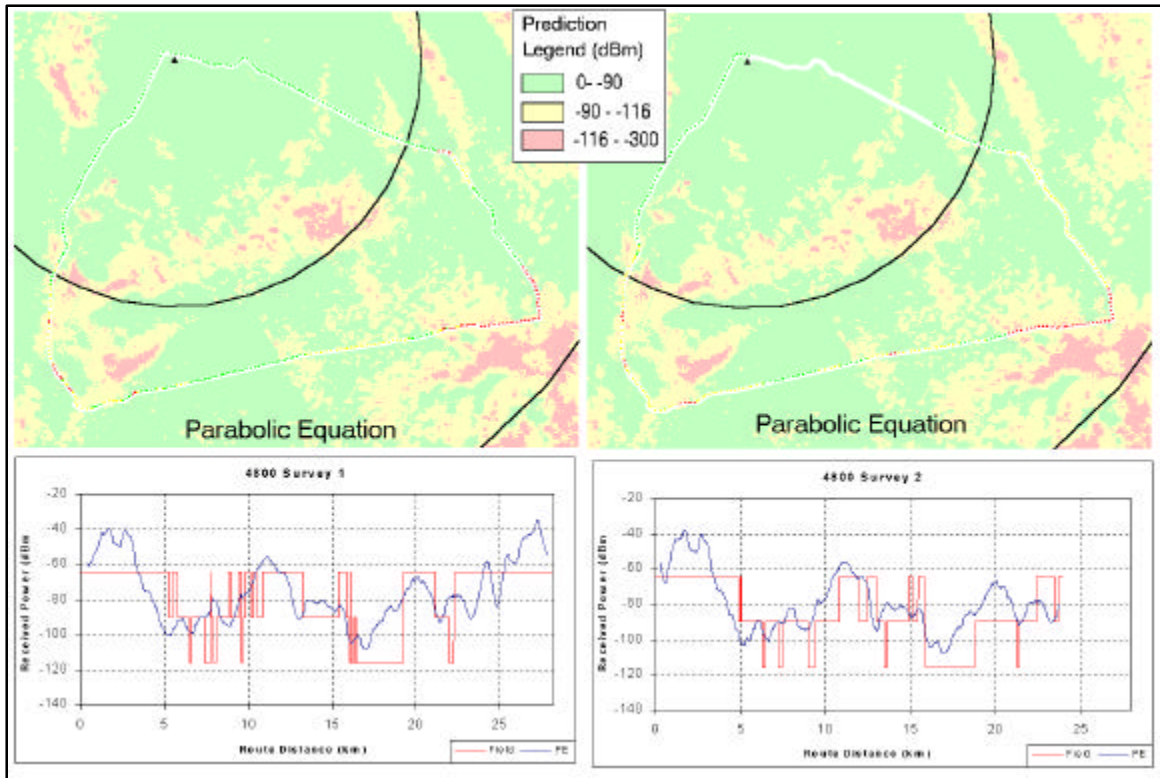 Prediction
Legend (dBm)
0- -90
-90 - -116
-116 - -300
Parabolic Equation
Parabolic Equation
4800 Survey 1
-20
-40
-60
-80
-100
-120
-140
Received Power (dBm
0
5
10
15
20
25
Route Distance (km)
Field
PE
4800 Survey 2
-20
-40
-60
-80
-100
-120
-140
Received Power (dBm
0
5
10
15
20
25
Route Distance (km)
Field
PE